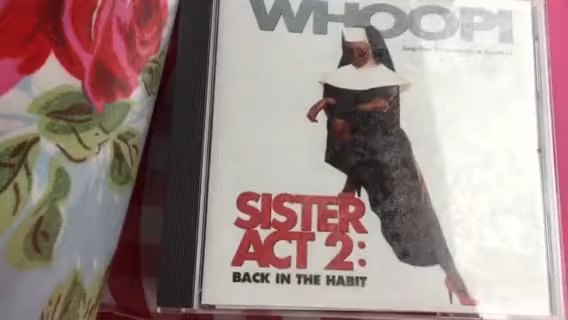 WHOOPI
SISTER
ACT 2:
BACK IN THE HABIT